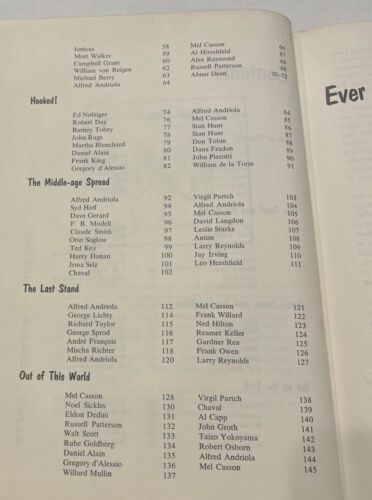 Ionicus 58 Mel Casson 66
Mort Walker 59 Al Hirschfeld 67
Campbell Grant 60 Alex Raymond 68
William von Reigen 62 Russell Patterson 69
Michael Berry 63 Abner Dean 70-72
Alfred Andriola 64
Hooked!
Ed Nofziger 74 Alfred Andriola 84
Robert Day 76 Mel Casson 85
Barney Tobey 77 Stan Hunt 86
John Ruge 78 Stan Hunt 87
Martha Blanchard 79 Don Tobin 88
Daniel Alain 80 Dana Fradon 89
Frank King 81 John Pierotti 90
Gregory d'Alessio 82 William de la Torre 91
The Middle-age Spread
Alfred Andriola 92 Virgil Partch 103
Syd Hoff 94 Alfred Andriola 104
Dave Gerard 95 Mel Casson 105
F. B. Modell 96 David Langdon 106
Claude Smith 97 Leslie Starke 107
Otto Soglow 98 Anton 108
Ted Key 99 Larry Reynolds 109
Harry Hanan 100 Jay Irving 110
Irma Selz 101 Leo Hershfield 111
Chaval 102
The Last Stand
Alfred Andriola 112 Mel Casson 121
George Lichty 114 Frank Willard 122
Richard Taylor 115 Ned Hilton 123
George Sprod 116 Reamer Keller 124
André François 117 Gardner Rea 125
Mischa Richter 118 Frank Owen 126
Alfred Andriola 120 Larry Reynolds 127
Out of This World
Mel Casson 128 Virgil Partch 138
Noel Sickles 130 Chaval 139
Eldon Dedini 131 Al Capp 140
Russell Patterson 132 John Groth 141
Walt Scott 133 Taizo Yokoyama 142
Rube Goldberg 134 Robert Osborn 143
Daniel Alain 135 Alfred Andriola 144
Gregory d'Alessio 136 Mel Casson 145
Willard Mullin 137
Ever